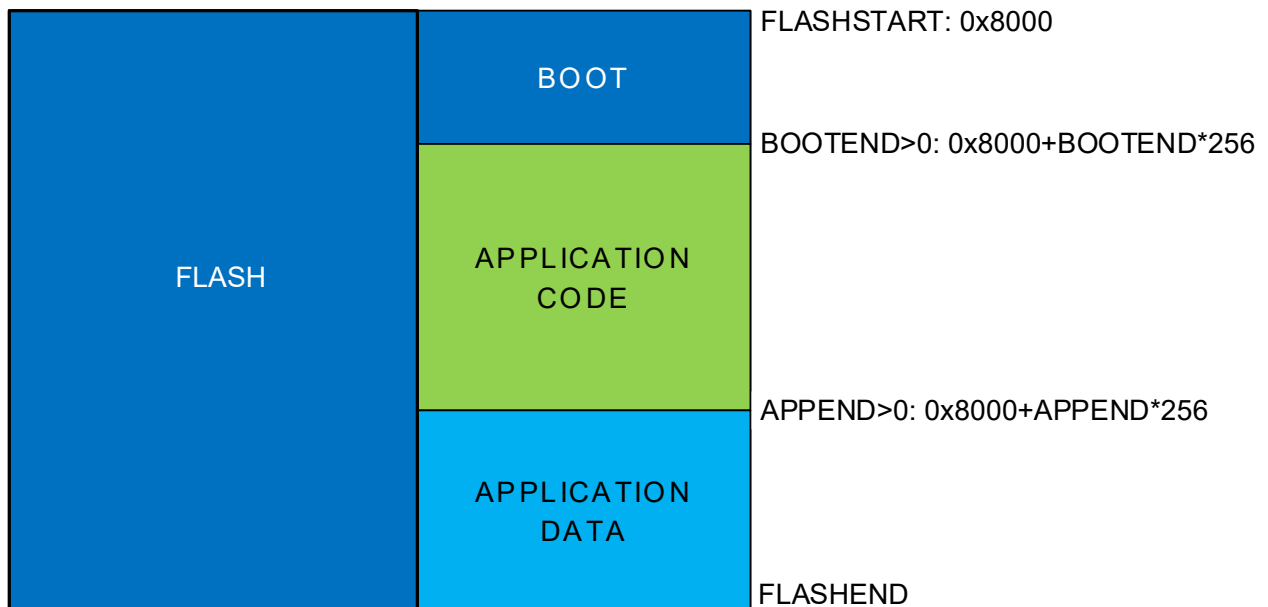 FLASHSTART: 0x8000
BOOT
BOOTEND>0: 0x8000+BOOTEND*256
FLASH
APPLICATION
CODE
APPEND>0: 0x8000+APPEND*256
APPLICATION
DATA
FLASHEND